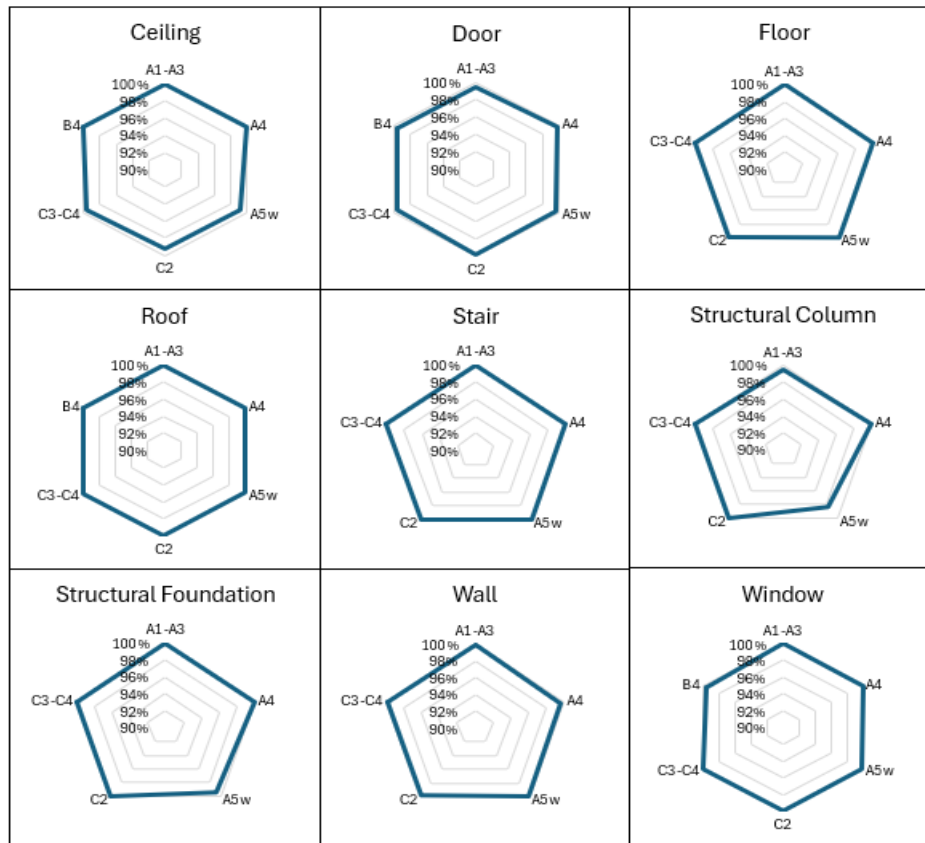 Ceiling
A1-A3
100%
98%
96%
94%
92%
90%
B4
A4
C3-C4
A5w
C2
Door
A1-A3
100%
98%
96%
94%
92%
90%
B4
A4
C3-C4
A5w
C2
Floor
A1-A3
100%
98%
96%
94%
92%
90%
C3-C4
A4
C2
A5w
Roof
A1-A3
100%
98%
96%
94%
92%
90%
B4
A4
C3-C4
A5w
C2
Stair
A1-A3
100%
98%
96%
94%
92%
90%
C3-C4
A4
C2
A5w
Structural Column
A1-A3
100%
98%
96%
94%
92%
90%
C3-C4
A4
C2
A5w
Structural Foundation
A1-A3
100%
98%
96%
94%
92%
90%
C3-C4
A4
C2
A5w
Wall
A1-A3
100%
98%
96%
94%
92%
90%
C3-C4
A4
C2
A5w
Window
A1-A3
100%
98%
96%
94%
92%
90%
B4
A4
C3-C4
A5w
C2